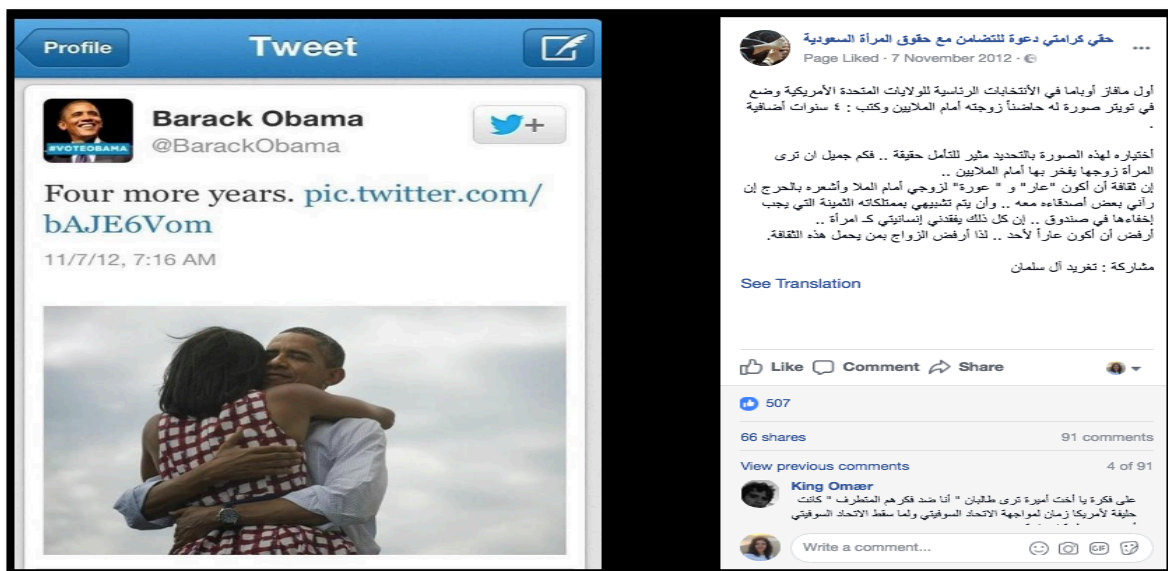 Profile
Tweet
Barack Obama
@BarackObama
#VOTEOBAMA
Four more years. pic.twitter.com/
bAJE6Vom
11/7/12, 7:16 AM
حقي كرامتي دعوة للتضامن مع حقوق المرأة السعودية
Page Liked · 7 November 2012 ·
أول مافاز أوباما في الأنتخابات الرئاسية للولايات المتحدة الأمريكية وضع
في تويتر صورة له حاضناً زوجته أمام الملايين وكتب : ٤ سنوات أضافية
.
أختياره لهذه الصورة بالتحديد مثير للتأمل حقيقة .. فكم جميل ان ترى
المرأة زوجها يفخر بها أمام الملايين ..
إن ثقافة أن أكون "عار" و " عورة" لزوجي أمام الملا وأشعره بالحرج إن
رآني بعض أصدقاءه معه .. وأن يتم تشبيهي بممتلكاته الثمينة التي يجب
إخفاءها في صندوق .. إن كل ذلك يفقدني إنسانيتي كـ امرأة ..
أرفض أن أكون عاراً لأحد .. لذا أرفض الزواج بمن يحمل هذه الثقافة.
مشاركة : تغريد آل سلمان
See Translation
Like Comment Share
507
66 shares
91 comments
View previous comments
4 of 91
King Omær
على فكرة يا أخت أميرة ترى طالبان " أنا ضد فكرهم المتطرف " كانت
حليفة لأمريكا زمان لمواجهة الاتحاد السوفيتي ولما سقط الاتحاد السوفيتي
Write a comment...
GIF